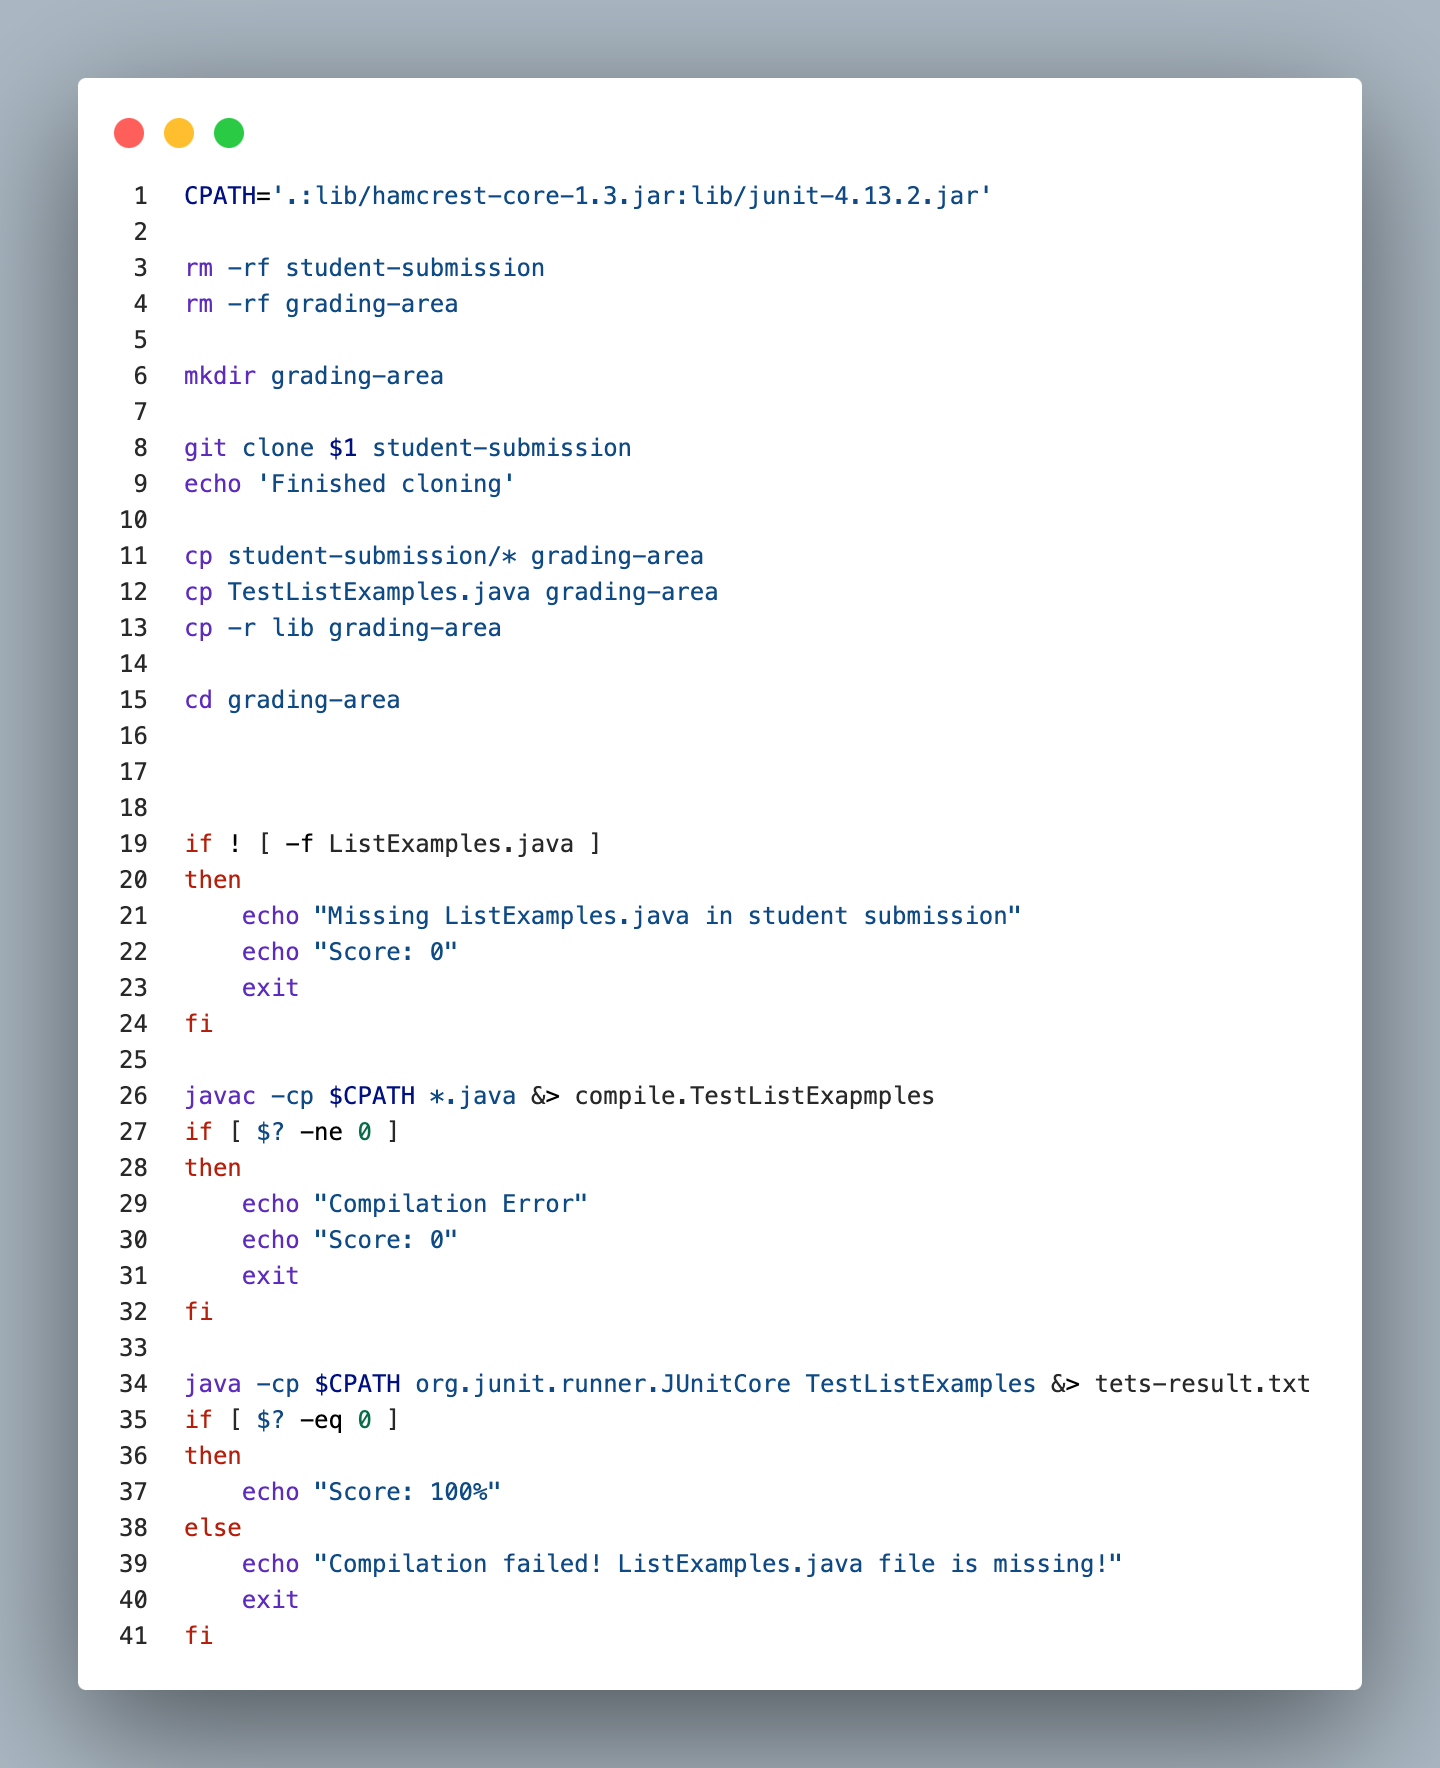 1 CPATH='.:lib/hamcrest-core-1.3.jar:lib/junit-4.13.2.jar'
2
3 rm -rf student-submission
4 rm -rf grading-area
5
6 mkdir grading-area
7
8 git clone $1 student-submission
9 echo 'Finished cloning'
10
11 cp student-submission/* grading-area
12 cp TestListExamples.java grading-area
13 cp -r lib grading-area
14
15 cd grading-area
16
17
18
19 if ! [ -f ListExamples.java ]
20 then
21     echo "Missing ListExamples.java in student submission"
22     echo "Score: 0"
23     exit
24 fi
25
26 javac -cp $CPATH *.java &> compile.TestListExapmples
27 if [ $? -ne 0 ]
28 then
29     echo "Compilation Error"
30     echo "Score: 0"
31     exit
32 fi
33
34 java -cp $CPATH org.junit.runner.JUnitCore TestListExamples &> tets-result.txt
35 if [ $? -eq 0 ]
36 then
37     echo "Score: 100%"
38 else
39     echo "Compilation failed! ListExamples.java file is missing!"
40     exit
41 fi